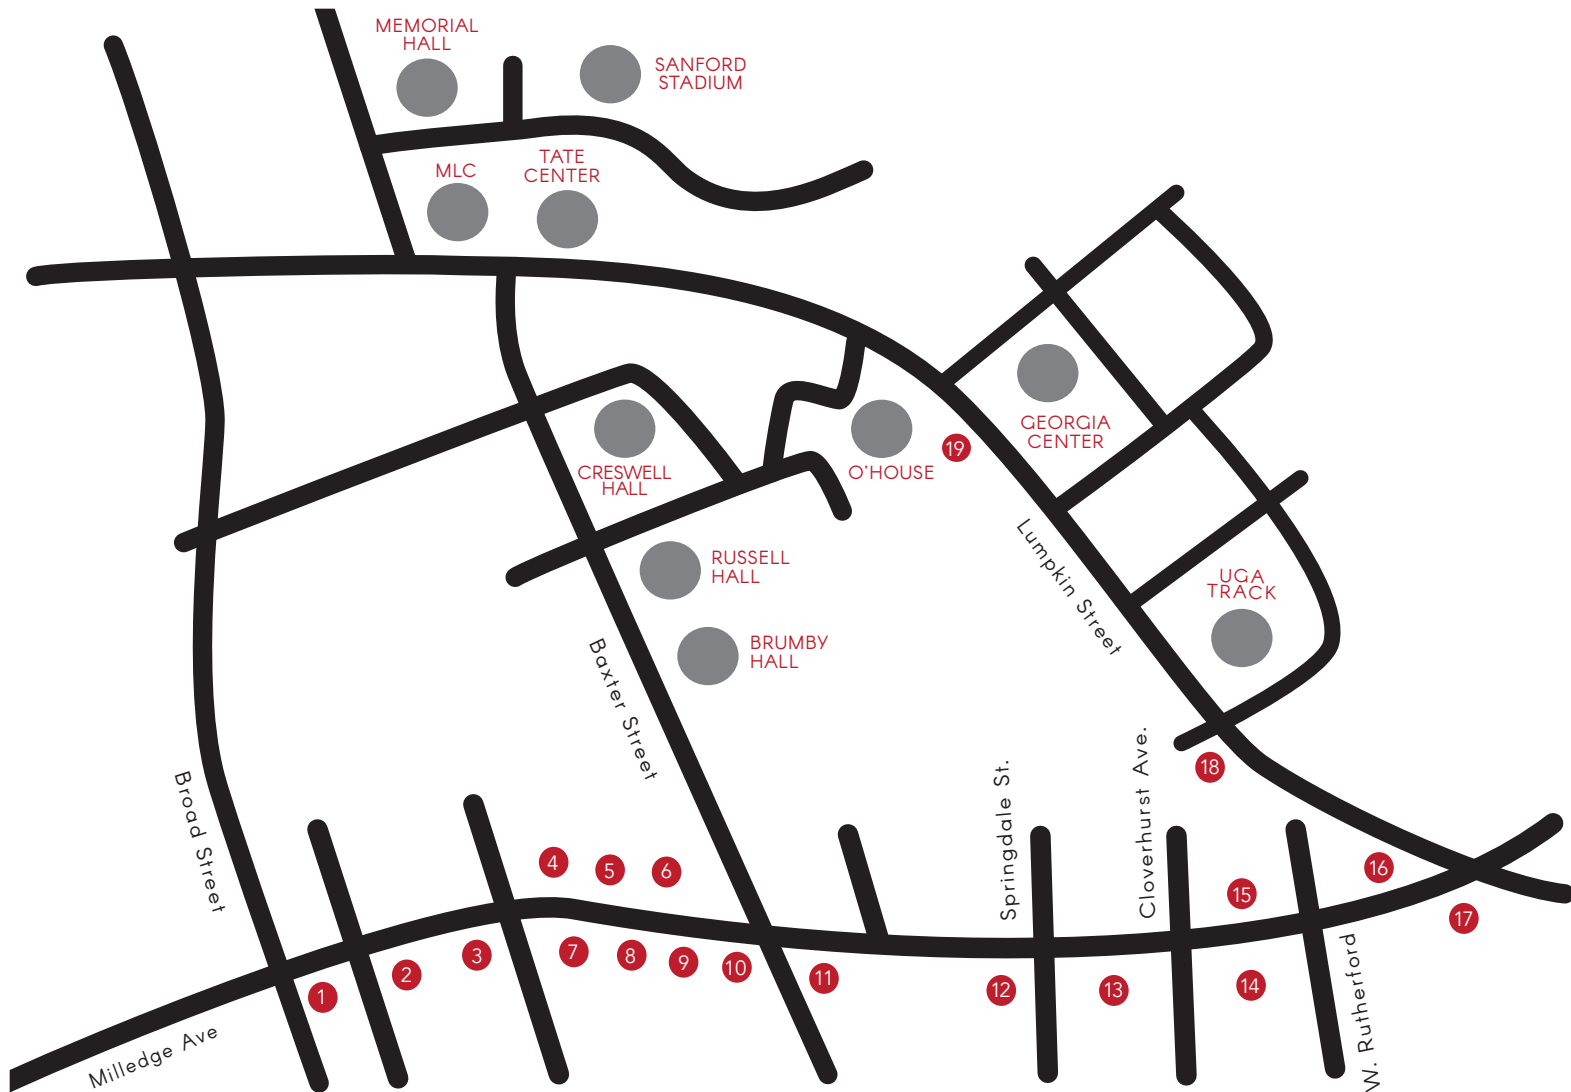 MEMORIAL
HALL
SANFORD
STADIUM
MLC
TATE
CENTER
GEORGIA
CENTER
CRESWELL
HALL
O'HOUSE
19
RUSSELL
HALL
UGA
TRACK
BRUMBY
HALL
Lumpkin Street
Baxter Street
Broad Street
Springdale St.
Cloverhurst Ave.
18
4
5
6
15
16
17
3
7
8
9
10
11
12
13
14
2
1
W. Rutherford
Milledge Ave